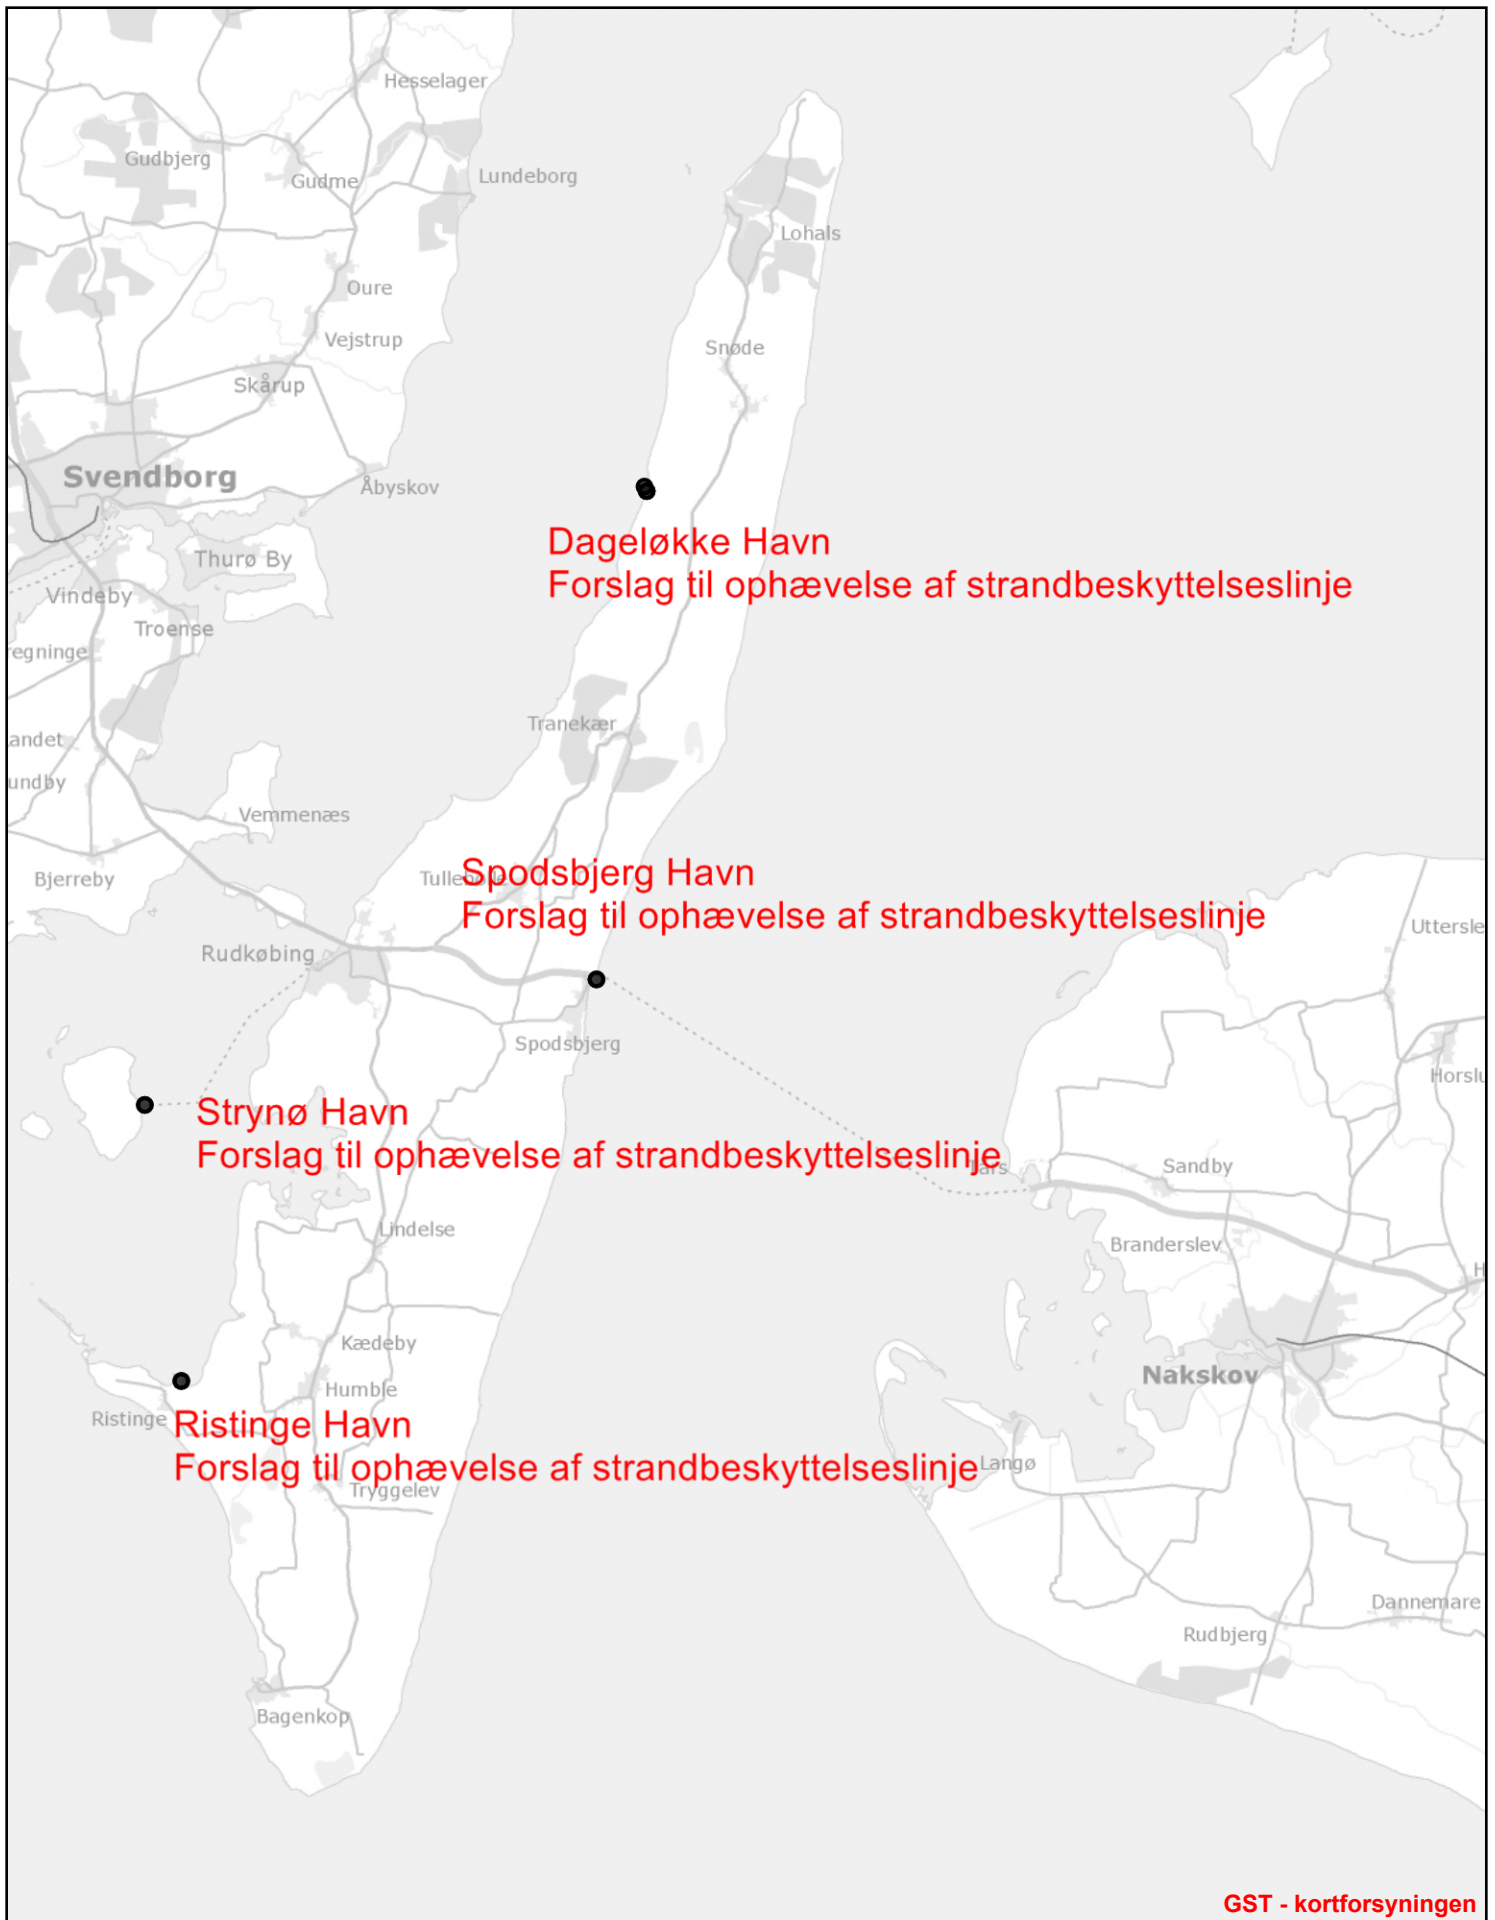 Hesselager
Gudbjerg
Gudme
Lundeborg
Lohals
Oure
Vejstrup
Snøde
Skårup
Svendborg
Åbyskov
Dageløkke Havn
Forslag til ophævelse af strandbeskyttelseslinje
Thurø By
Vindeby
Troense
egninge
Tranekær
andet
undby
Vemmenæs
Bjerreby
Spodsbjerg Havn
Forslag til ophævelse af strandbeskyttelseslinje
Uttersle
Rudkøbing
Spodsbjerg
Horslu
Strynø Havn
Forslag til ophævelse af strandbeskyttelseslinje
Tårs
Sandby
Lindelse
Branderslev
H
Kædeby
Humble
Nakskov
Ristinge
Ristinge Havn
Forslag til ophævelse af strandbeskyttelseslinje
Langø
Tryggelev
Dannemare
Rudbjerg
Bagenkop
GST - kortforsyningen